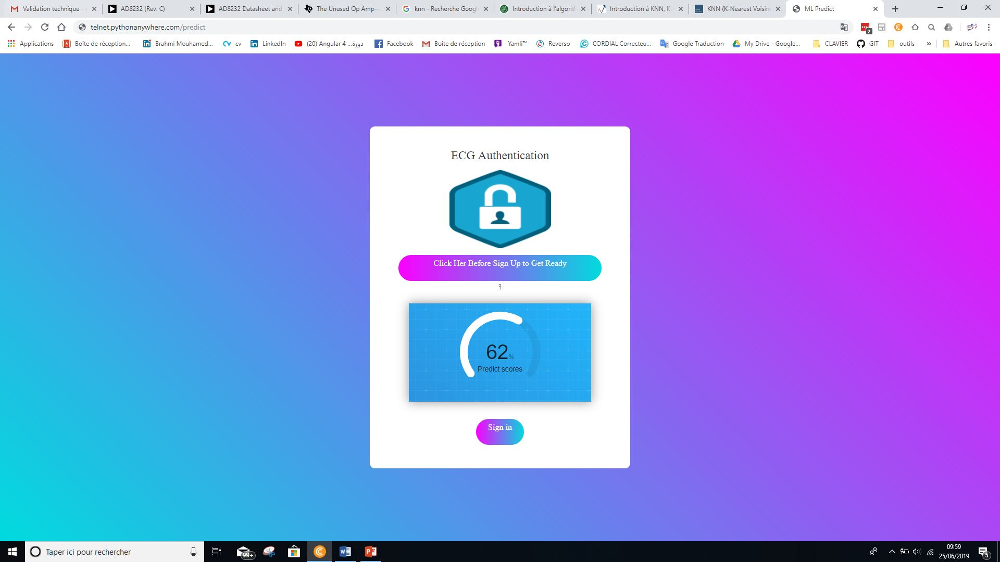 Validation technique -
AD8232 (Rev. C)
AD8232 Datasheet and
The Unused Op Amp—
knn - Recherche Google
Introduction à l'algorith
Introduction à KNN, K-
KNN (K-Nearest Voisins
ML Predict
telnet.pythonanywhere.com/predict
2
Applications
Boîte de réception...
Brahmi Mouhamed...
cv
LinkedIn
(20) Angular 4 ...دورة
Facebook
Boîte de réception
Yamli™
Reverso
CORDIAL Correcteu...
Google Traduction
My Drive - Google...
CLAVIER
GIT
outils
»
Autres favoris
ECG Authentication
Click Her Before Sign Up to Get Ready
3
62%
Predict scores
Sign in
Taper ici pour rechercher
99+
09:59
25/06/2019
5